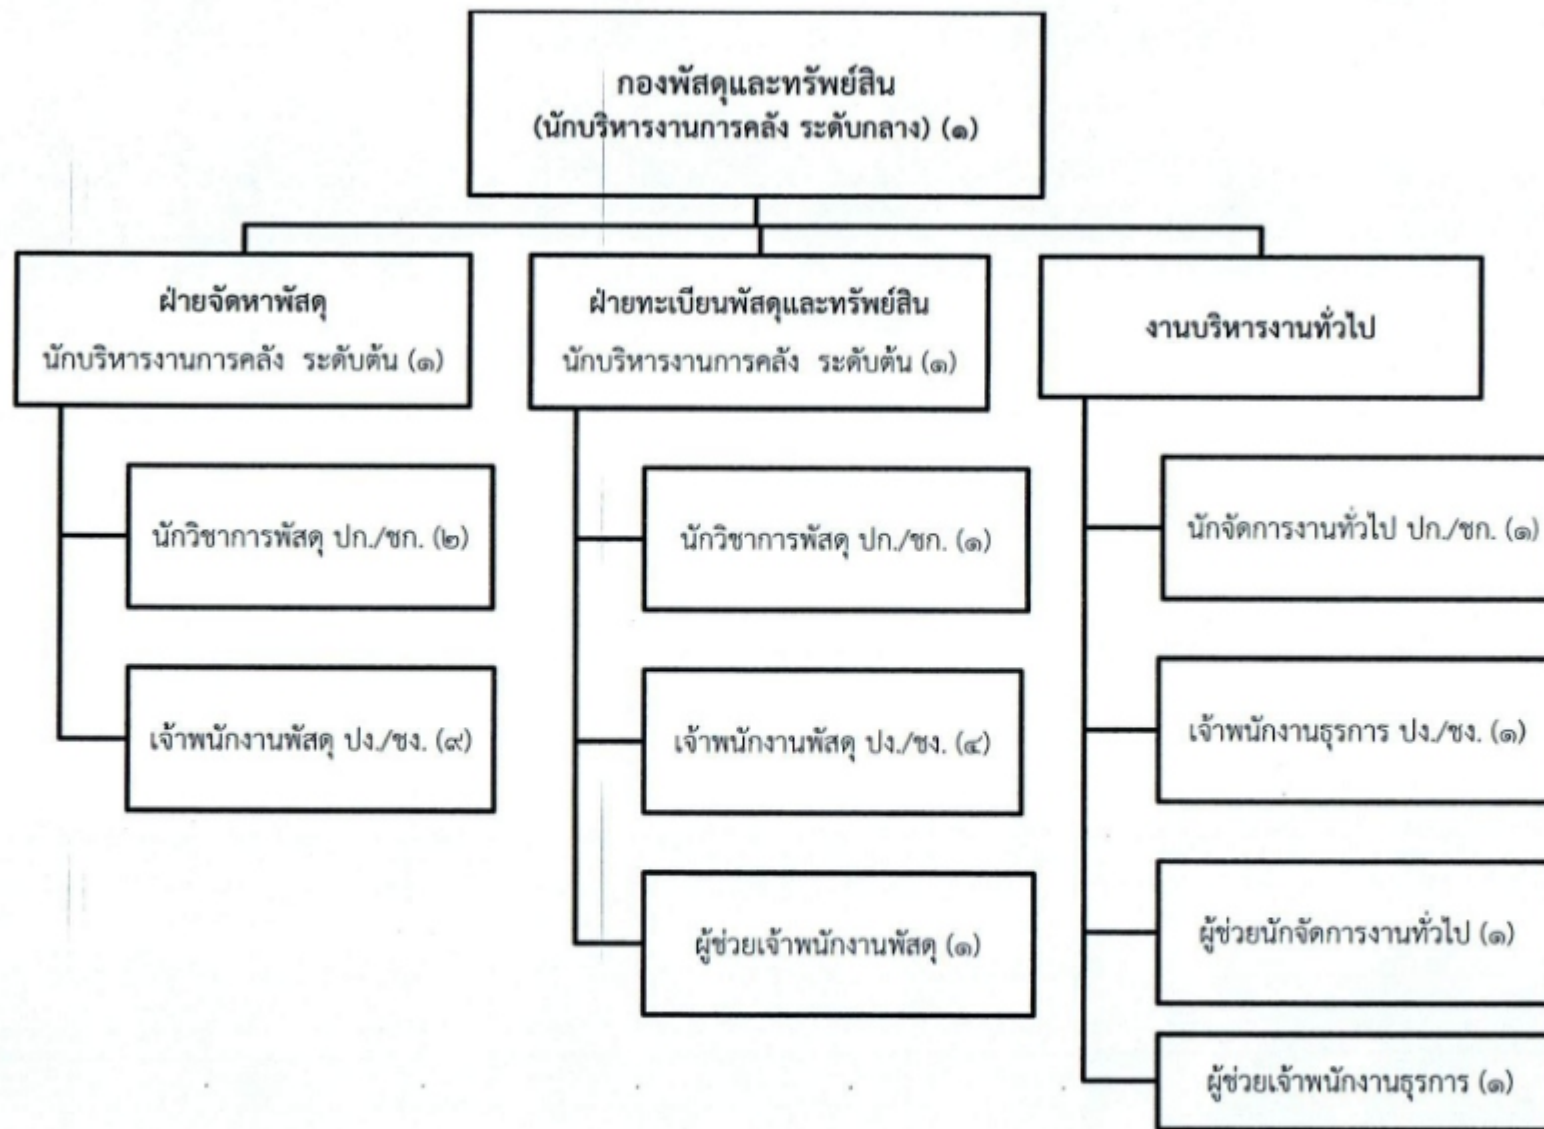 กองพัสดุและทรัพย์สิน
(นักบริหารงานการคลัง ระดับกลาง) (๑)
ฝ่ายจัดหาพัสดุ
นักบริหารงานการคลัง ระดับต้น (๑)
นักวิชาการพัสดุ ปก./ชก. (๒)
เจ้าพนักงานพัสดุ ปง./ชง. (๙)
ฝ่ายทะเบียนพัสดุและทรัพย์สิน
นักบริหารงานการคลัง ระดับต้น (๑)
นักวิชาการพัสดุ ปก./ชก. (๑)
เจ้าพนักงานพัสดุ ปง./ชง. (๔)
ผู้ช่วยเจ้าพนักงานพัสดุ (๑)
งานบริหารงานทั่วไป
นักจัดการงานทั่วไป ปก./ชก. (๑)
เจ้าพนักงานธุรการ ปง./ชง. (๑)
ผู้ช่วยนักจัดการงานทั่วไป (๑)
ผู้ช่วยเจ้าพนักงานธุรการ (๑)